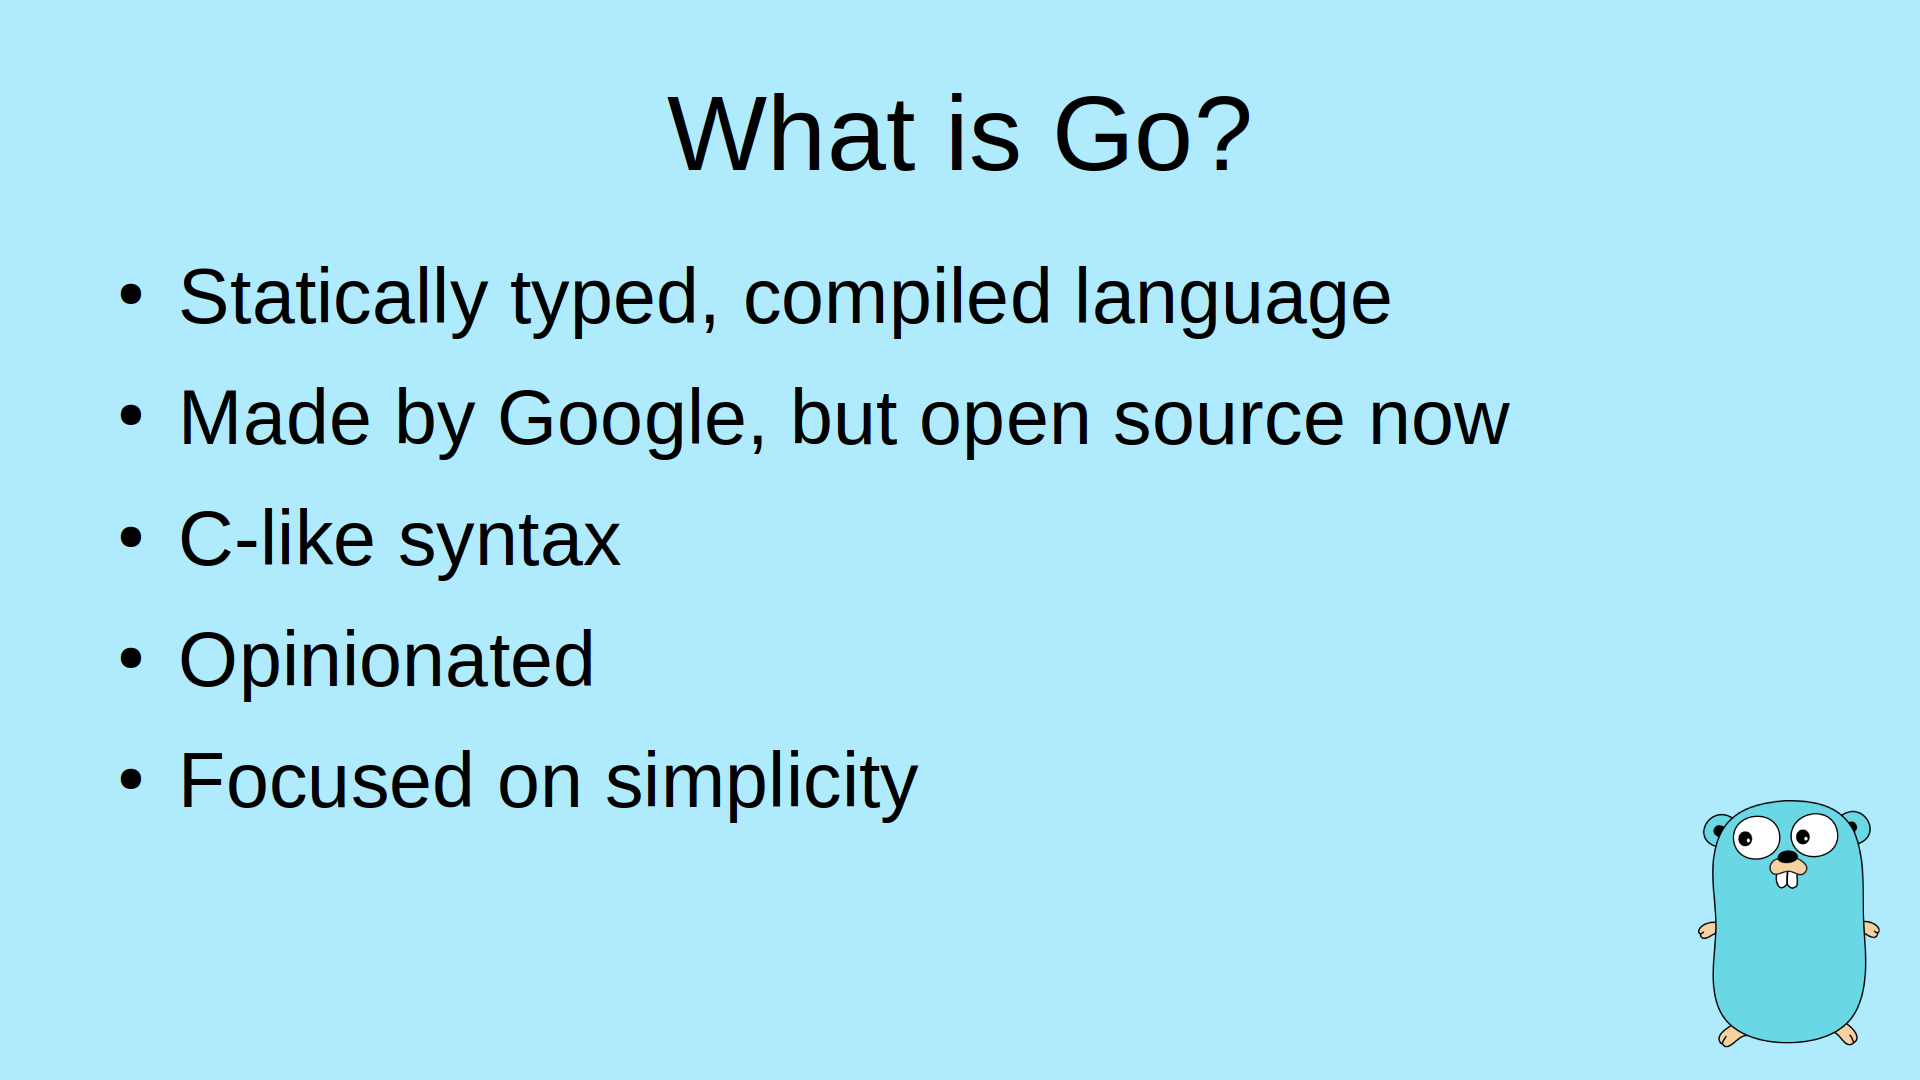 What is Go?
• Statically typed, compiled language
• Made by Google, but open source now
• C-like syntax
• Opinionated
• Focused on simplicity